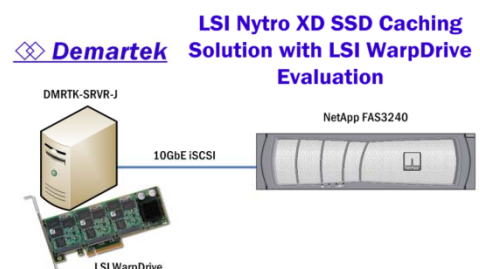 LSI Nytro XD SSD Caching
Demartek Solution with LSI WarpDrive
Evaluation
DMRTK-SRVR-J
NetApp FAS3240
10GbE iSCSI
LSI WarpDrive